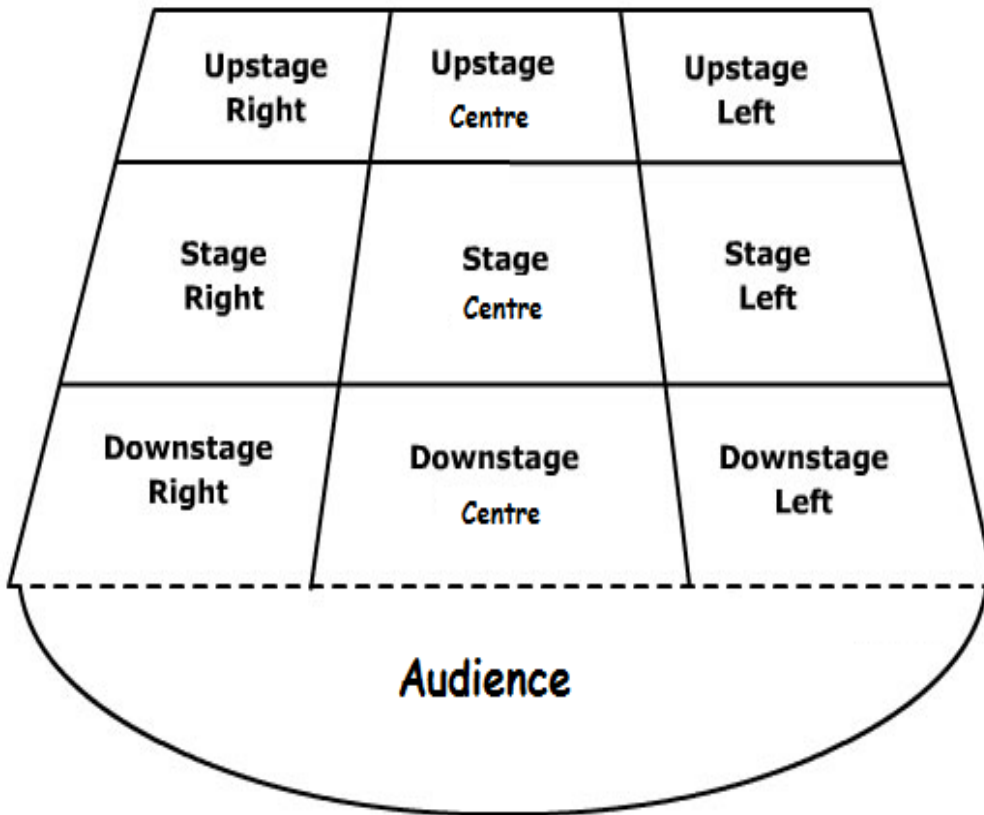 Upstage
Right
Upstage
Centre
Upstage
Left
Stage
Right
Stage
Centre
Stage
Left
Downstage
Right
Downstage
Centre
Downstage
Left
Audience